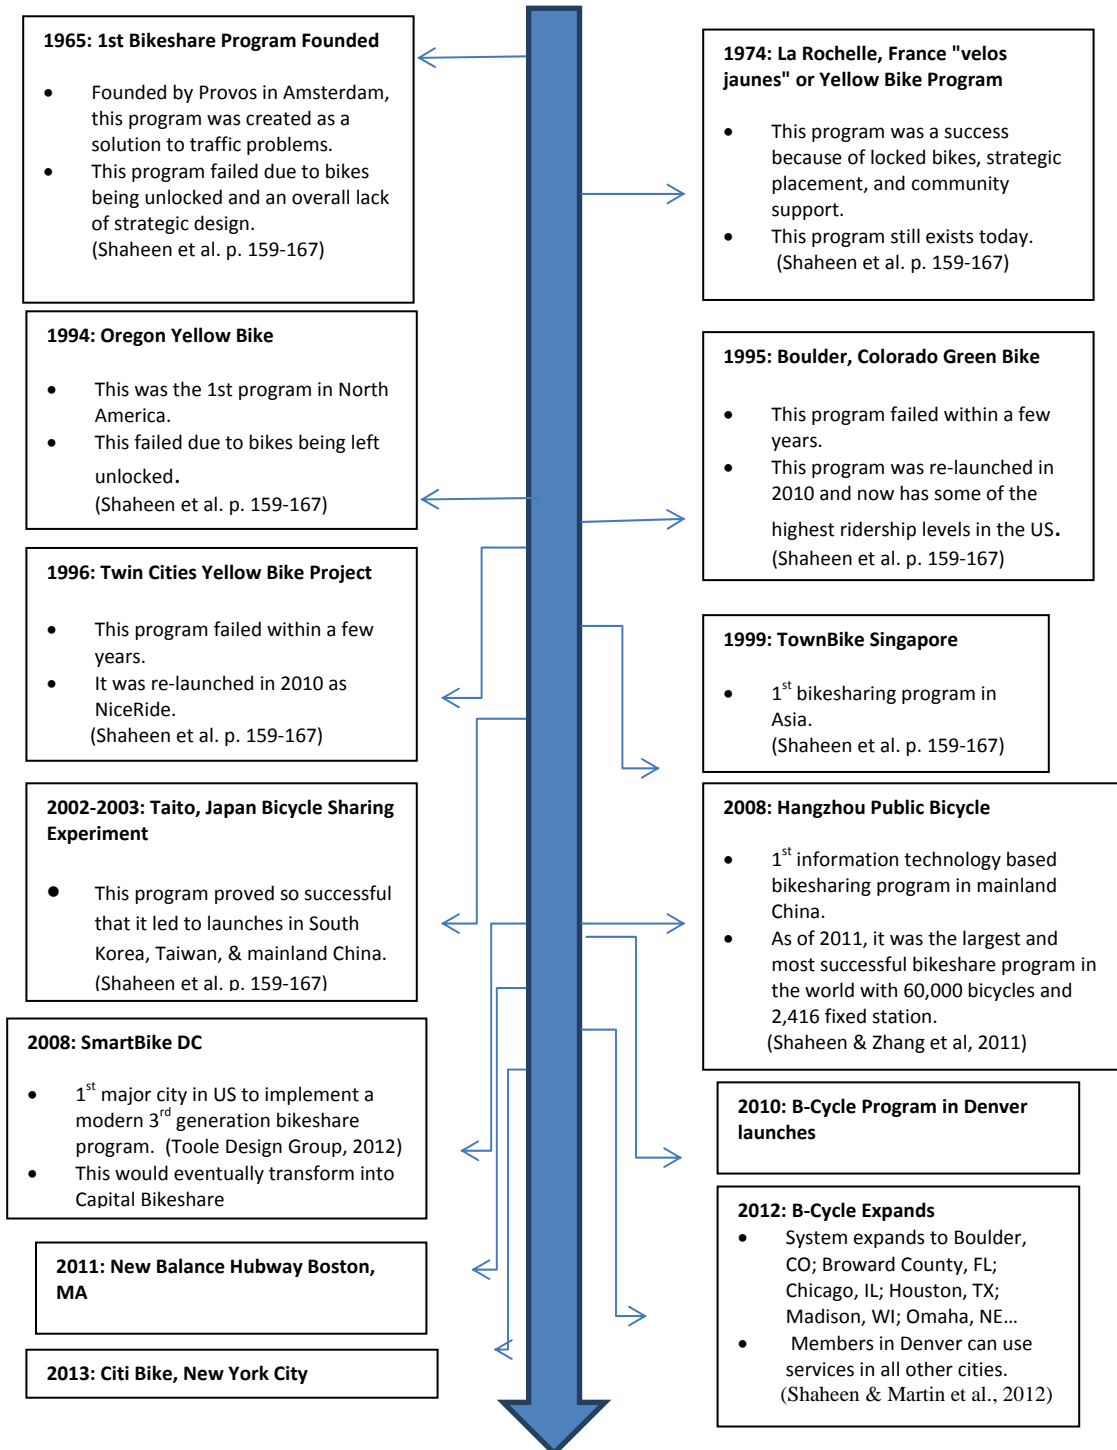 1965: 1st Bikeshare Program Founded
• Founded by Provos in Amsterdam,
this program was created as a
solution to traffic problems.
• This program failed due to bikes
being unlocked and an overall lack
of strategic design.
(Shaheen et al. p. 159-167)
1974: La Rochelle, France "velos
jaunes" or Yellow Bike Program
• This program was a success
because of locked bikes, strategic
placement, and community
support.
• This program still exists today.
(Shaheen et al. p. 159-167)
1994: Oregon Yellow Bike
• This was the 1st program in North
America.
• This failed due to bikes being left
unlocked.
(Shaheen et al. p. 159-167)
1995: Boulder, Colorado Green Bike
• This program failed within a few
years.
• This program was re-launched in
2010 and now has some of the
highest ridership levels in the US.
(Shaheen et al. p. 159-167)
1996: Twin Cities Yellow Bike Project
• This program failed within a few
years.
• It was re-launched in 2010 as
NiceRide.
(Shaheen et al. p. 159-167)
1999: TownBike Singapore
• 1st bikesharing program in
Asia.
(Shaheen et al. p. 159-167)
2002-2003: Taito, Japan Bicycle Sharing
Experiment
• This program proved so successful
that it led to launches in South
Korea, Taiwan, & mainland China.
(Shaheen et al. p. 159-167)
2008: Hangzhou Public Bicycle
• 1st information technology based
bikesharing program in mainland
China.
• As of 2011, it was the largest and
most successful bikeshare program in
the world with 60,000 bicycles and
2,416 fixed station.
(Shaheen & Zhang et al, 2011)
2008: SmartBike DC
• 1st major city in US to implement a
modern 3rd generation bikeshare
program. (Toole Design Group, 2012)
• This would eventually transform into
Capital Bikeshare
2010: B-Cycle Program in Denver
launches
2011: New Balance Hubway Boston,
MA
2012: B-Cycle Expands
• System expands to Boulder,
CO; Broward County, FL;
Chicago, IL; Houston, TX;
Madison, WI; Omaha, NE…
• Members in Denver can use
services in all other cities.
(Shaheen & Martin et al., 2012)
2013: Citi Bike, New York City